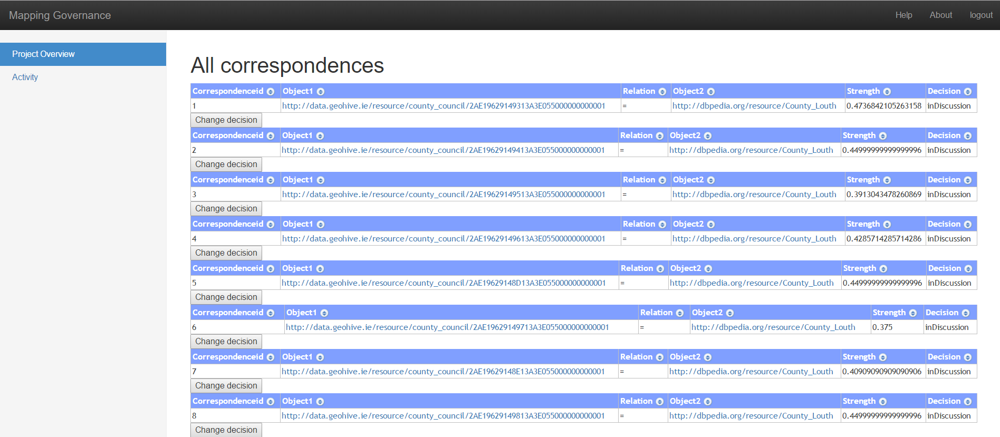 Mapping Governance Help About logout
Project Overview
Activity
All correspondences
Correspondenceid Object1 Relation Object2 Strength Decision
1 http://data.geohive.ie/resource/county_council/2AE19629149313A3E055000000000001 = http://dbpedia.org/resource/County_Louth 0.4736842105263158 inDiscussion
Change decision
Correspondenceid Object1 Relation Object2 Strength Decision
2 http://data.geohive.ie/resource/county_council/2AE19629149413A3E055000000000001 = http://dbpedia.org/resource/County_Louth 0.44999999999999996 inDiscussion
Change decision
Correspondenceid Object1 Relation Object2 Strength Decision
3 http://data.geohive.ie/resource/county_council/2AE19629149513A3E055000000000001 = http://dbpedia.org/resource/County_Louth 0.3913043478260869 inDiscussion
Change decision
Correspondenceid Object1 Relation Object2 Strength Decision
4 http://data.geohive.ie/resource/county_council/2AE19629149613A3E055000000000001 = http://dbpedia.org/resource/County_Louth 0.4285714285714286 inDiscussion
Change decision
Correspondenceid Object1 Relation Object2 Strength Decision
5 http://data.geohive.ie/resource/county_council/2AE19629148D13A3E055000000000001 = http://dbpedia.org/resource/County_Louth 0.44999999999999996 inDiscussion
Change decision
Correspondenceid Object1 Relation Object2 Strength Decision
6 http://data.geohive.ie/resource/county_council/2AE19629149713A3E055000000000001 = http://dbpedia.org/resource/County_Louth 0.375 inDiscussion
Change decision
Correspondenceid Object1 Relation Object2 Strength Decision
7 http://data.geohive.ie/resource/county_council/2AE19629148E13A3E055000000000001 = http://dbpedia.org/resource/County_Louth 0.40909090909090906 inDiscussion
Change decision
Correspondenceid Object1 Relation Object2 Strength Decision
8 http://data.geohive.ie/resource/county_council/2AE19629149813A3E055000000000001 = http://dbpedia.org/resource/County_Louth 0.44999999999999996 inDiscussion
Change decision